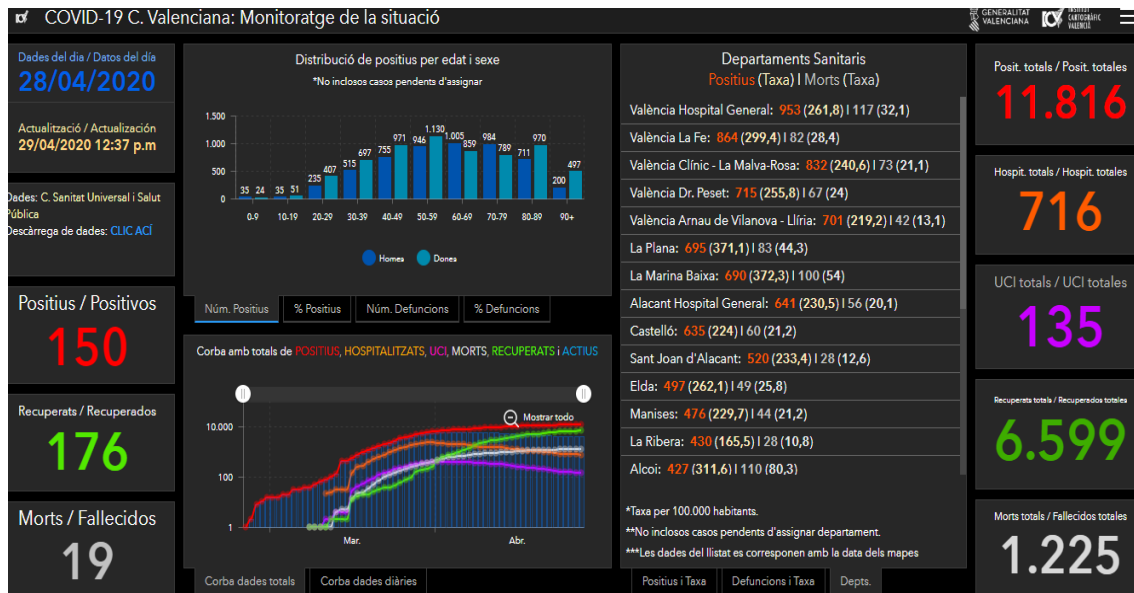 COVID-19 C. Valenciana: Monitoratge de la situació
GENERALITAT
VALENCIANA
INSTITUT
CARTOGRÀFIC
VALENCIÀ
Dades del dia / Datos del día
28/04/2020
Actualització / Actualización
29/04/2020 12:37 p.m
Dades: C. Sanitat Universal i Salut
Pública
Descàrrega de dades: CLIC ACÍ
Positius / Positivos
150
Recuperats / Recuperados
176
Morts / Fallecidos
19
Distribució de positius per edat i sexe
*No inclosos casos pendents d'assignar
1.500
1.000
500
0
35 24 35 51 235 407 515 697 755 971 946 1.130 1.005 859 984 789 711 970 200 497
0-9 10-19 20-29 30-39 40-49 50-59 60-69 70-79 80-89 90+
Homes Dones
Núm. Positius % Positius Núm. Defuncions % Defuncions
Corba amb totals de POSITIUS, HOSPITALITZATS, UCI, MORTS, RECUPERATS i ACTIUS
Mostrar todo
10.000
100
1
Mar. Abr.
Corba dades totals Corba dades diàries
Departaments Sanitaris
Positius (Taxa) | Morts (Taxa)
València Hospital General: 953 (261,8) | 117 (32,1)
València La Fe: 864 (299,4) | 82 (28,4)
València Clínic - La Malva-Rosa: 832 (240,6) | 73 (21,1)
València Dr. Peset: 715 (255,8) | 67 (24)
València Arnau de Vilanova - Llíria: 701 (219,2) | 42 (13,1)
La Plana: 695 (371,1) | 83 (44,3)
La Marina Baixa: 690 (372,3) | 100 (54)
Alacant Hospital General: 641 (230,5) | 56 (20,1)
Castelló: 635 (224) | 60 (21,2)
Sant Joan d'Alacant: 520 (233,4) | 28 (12,6)
Elda: 497 (262,1) | 49 (25,8)
Manises: 476 (229,7) | 44 (21,2)
La Ribera: 430 (165,5) | 28 (10,8)
Alcoi: 427 (311,6) | 110 (80,3)
*Taxa per 100.000 habitants.
**No inclosos casos pendents d'assignar department.
***Les dades del llistat es corresponen amb la data dels mapes
Positius i Taxa Defuncions i Taxa Depts.
Posit. totals / Posit. totales
11.816
Hospit. totals / Hospit. totales
716
UCI totals / UCI totales
135
Recuperats totals / Recuperados totales
6.599
Morts totals / Fallecidos totales
1.225